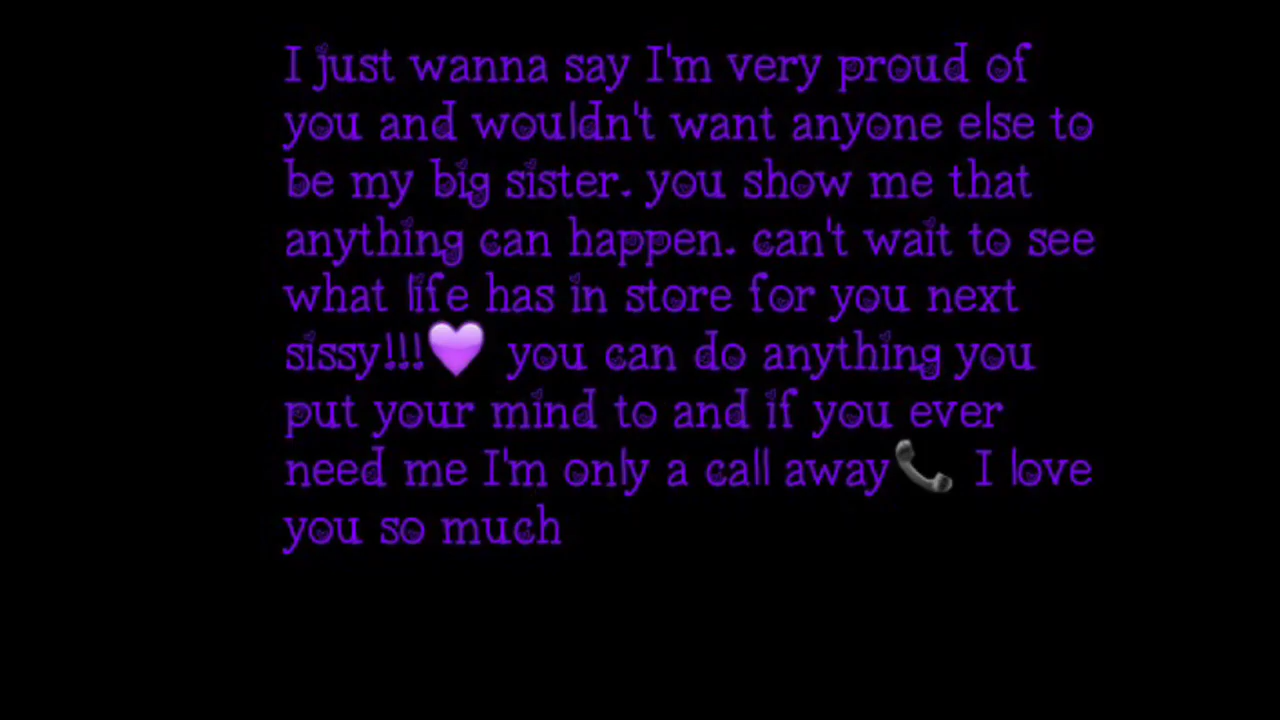 I just wanna say I'm very proud of
you and wouldn't want anyone else to
be my big sister. you show me that
anything can happen. can't wait to see
what life has in store for you next
sissy!!!💜 you can do anything you
put your mind to and if you ever
need me I'm only a call away📞 I love
you so much